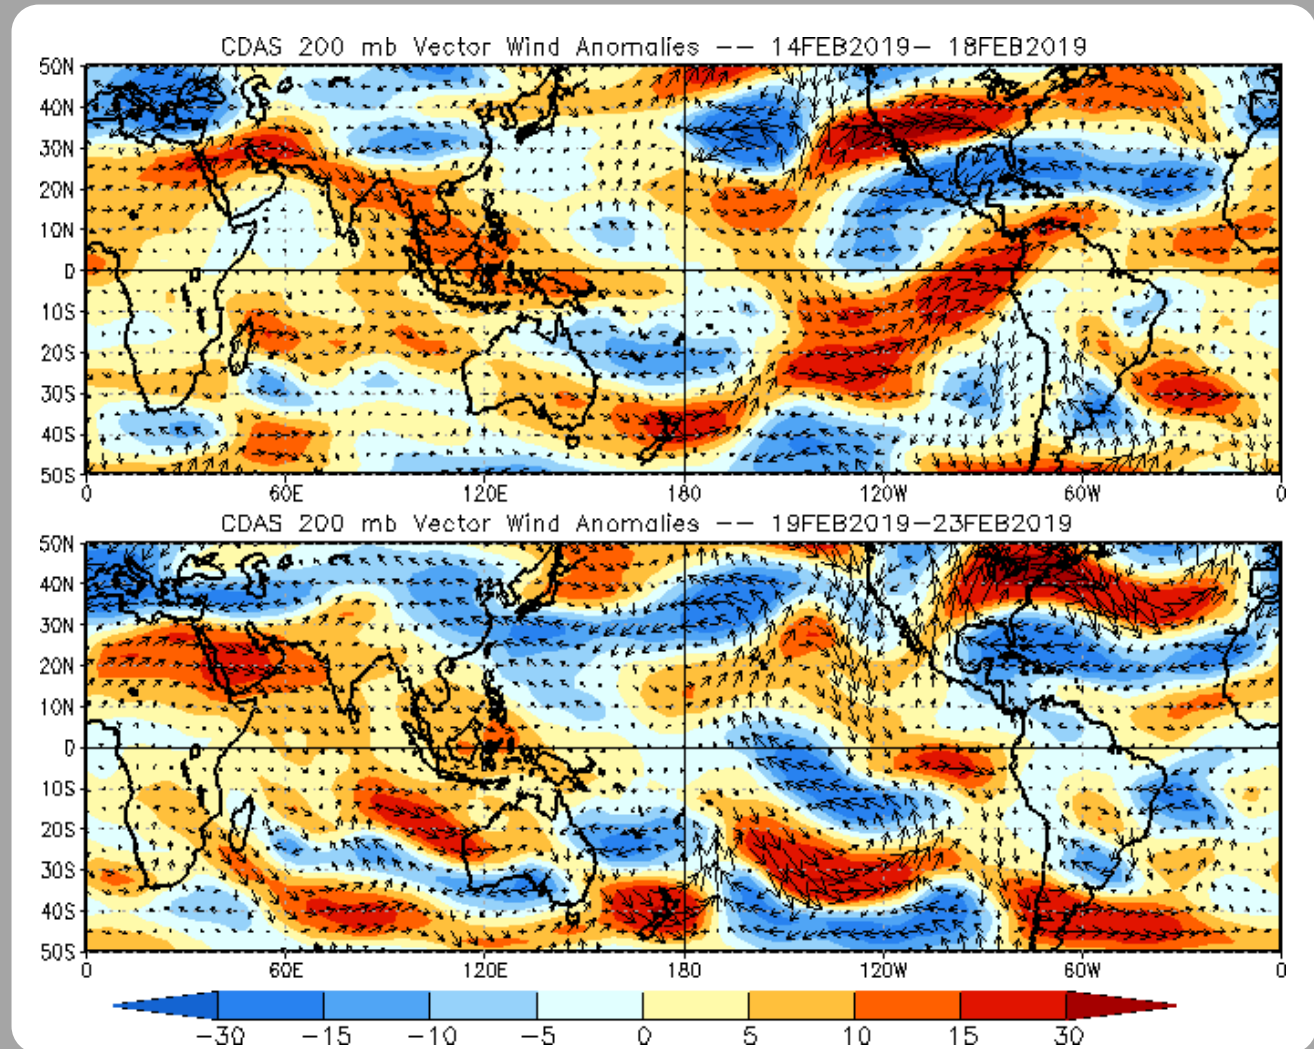 CDAS 200 mb Vector Wind Anomalies -- 14FEB2019- 18FEB2019
50N
40N
30N
20N
10N
0
10S
20S
30S
40S
50S
0 60E 120E 180 120W 60W 0
CDAS 200 mb Vector Wind Anomalies -- 19FEB2019-23FEB2019
50N
40N
30N
20N
10N
0
10S
20S
30S
40S
50S
0 60E 120E 180 120W 60W 0
-30 -15 -10 -5 0 5 10 15 30